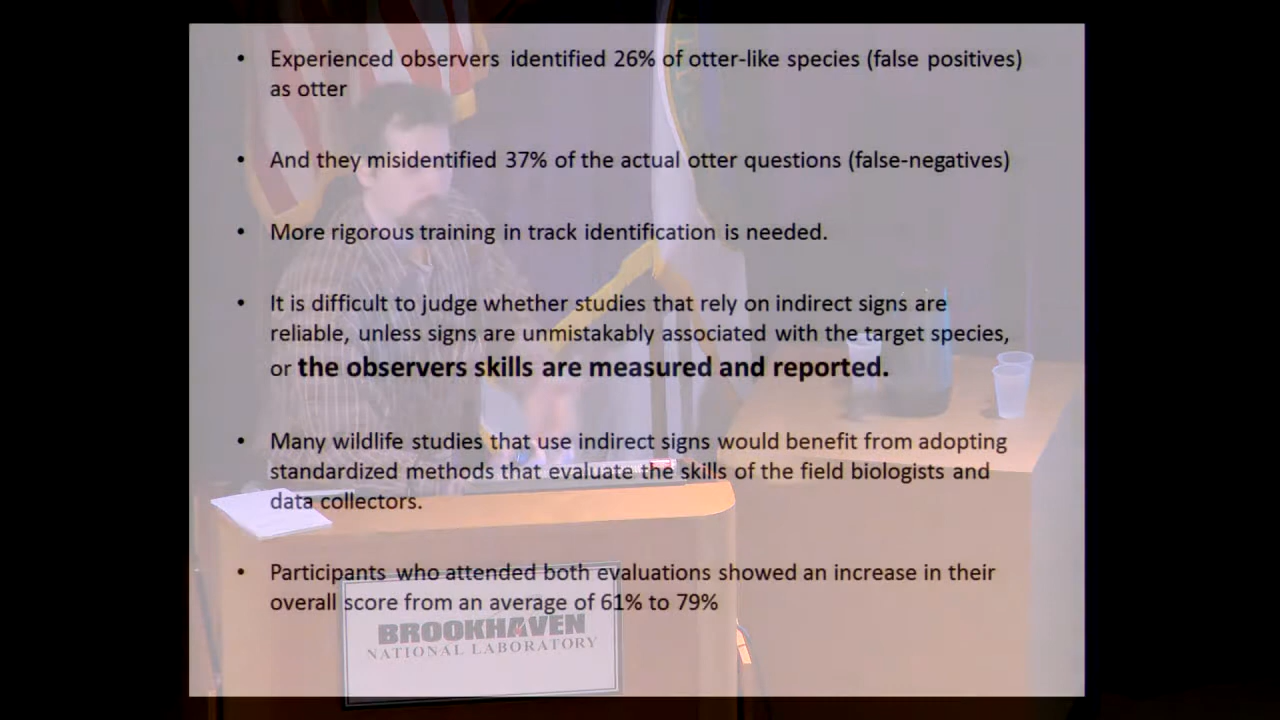 • Experienced observers identified 26% of otter-like species (false positives)
as otter
• And they misidentified 37% of the actual otter questions (false-negatives)
• More rigorous training in track identification is needed.
• It is difficult to judge whether studies that rely on indirect signs are
reliable, unless signs are unmistakably associated with the target species,
or the observers skills are measured and reported.
• Many wildlife studies that use indirect signs would benefit from adopting
standardized methods that evaluate the skills of the field biologists and
data collectors.
• Participants who attended both evaluations showed an increase in their
overall score from an average of 61% to 79%
BROOKHAVEN
NATIONAL LABORATORY